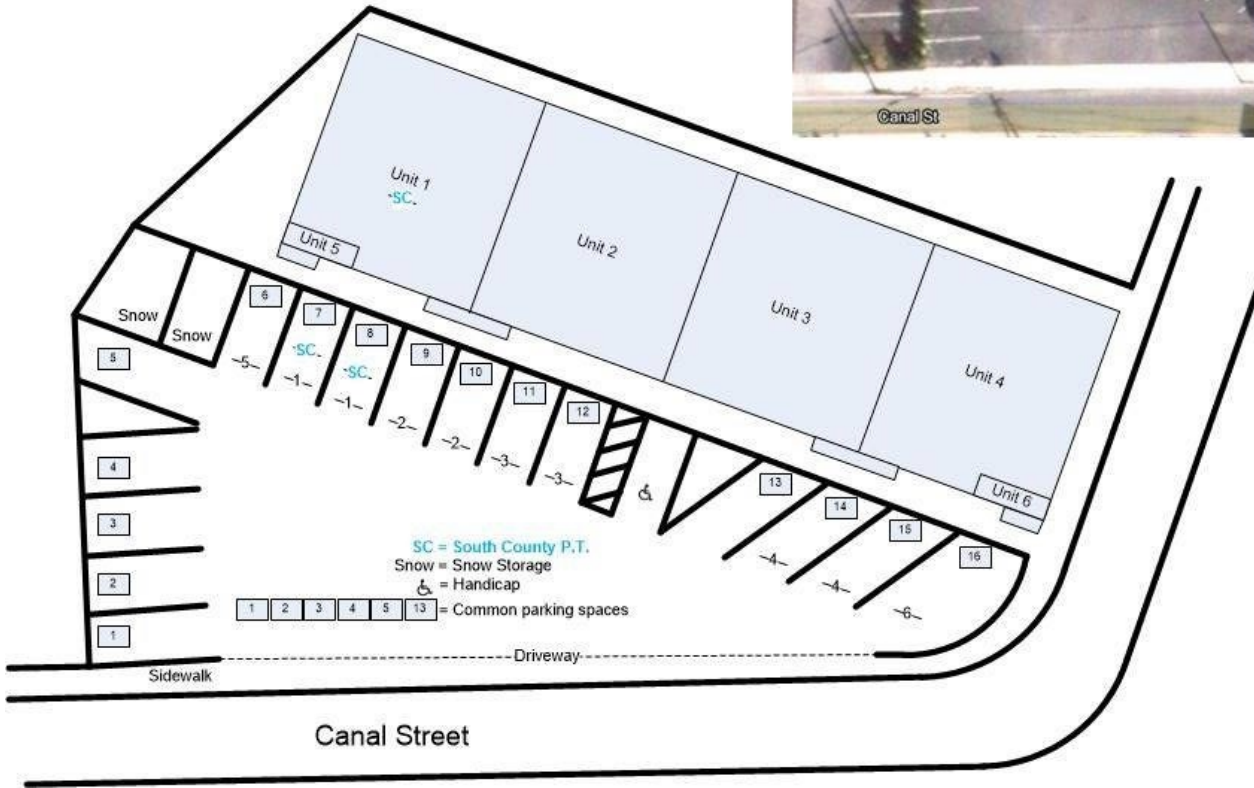 Canal St
Unit 1
-SC-
Unit 5
Unit 2
Unit 3
Unit 4
Unit 6
Snow
Snow
5
6
7
8
9
10
11
12
-5-
-SC-
-1-
-SC-
-1-
-2-
-2-
-3-
-3-
4
3
2
1
13
14
15
16
-4-
-4-
-6-
SC = South County P.T.
Snow = Snow Storage
♿ = Handicap
1 2 3 4 5 13 = Common parking spaces
Driveway
Sidewalk
Canal Street